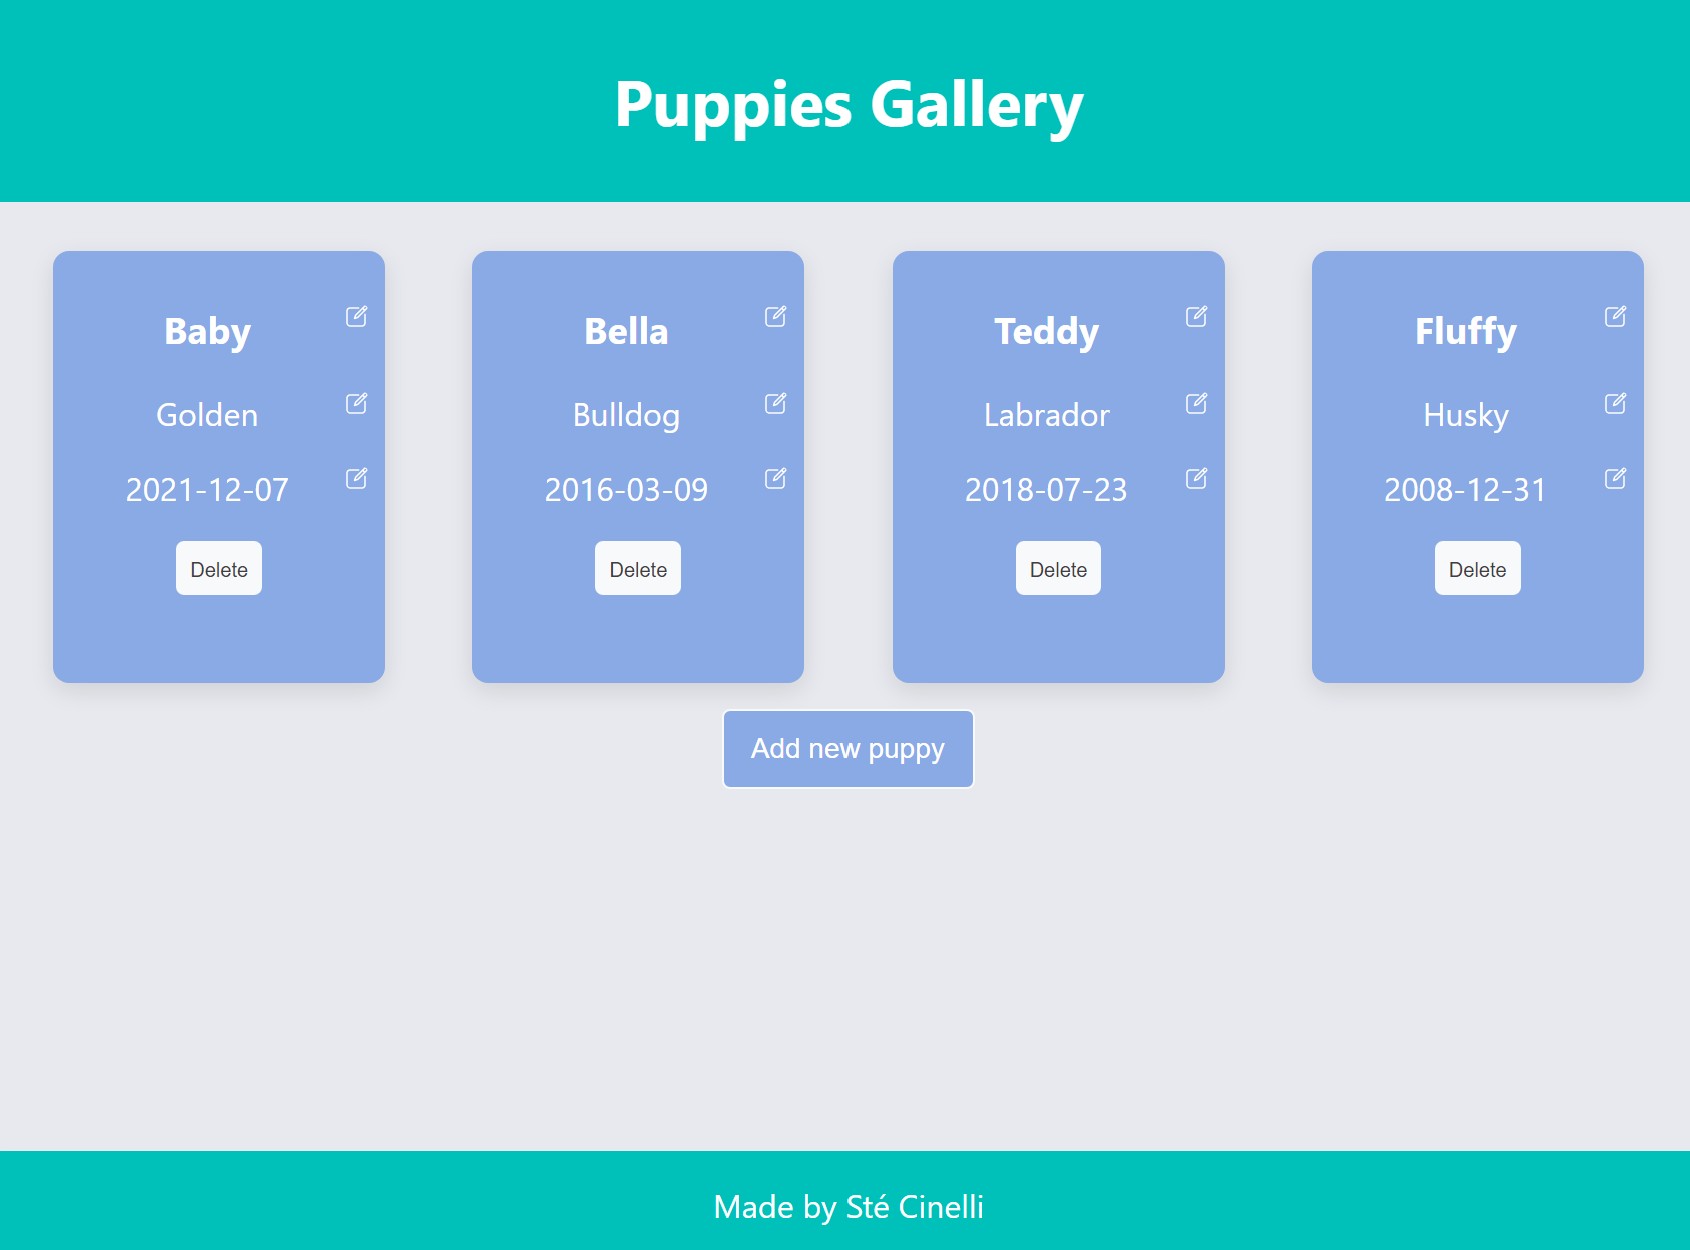 Puppies Gallery
Baby
Golden
2021-12-07
Delete
Bella
Bulldog
2016-03-09
Delete
Teddy
Labrador
2018-07-23
Delete
Fluffy
Husky
2008-12-31
Delete
Add new puppy
Made by Sté Cinelli